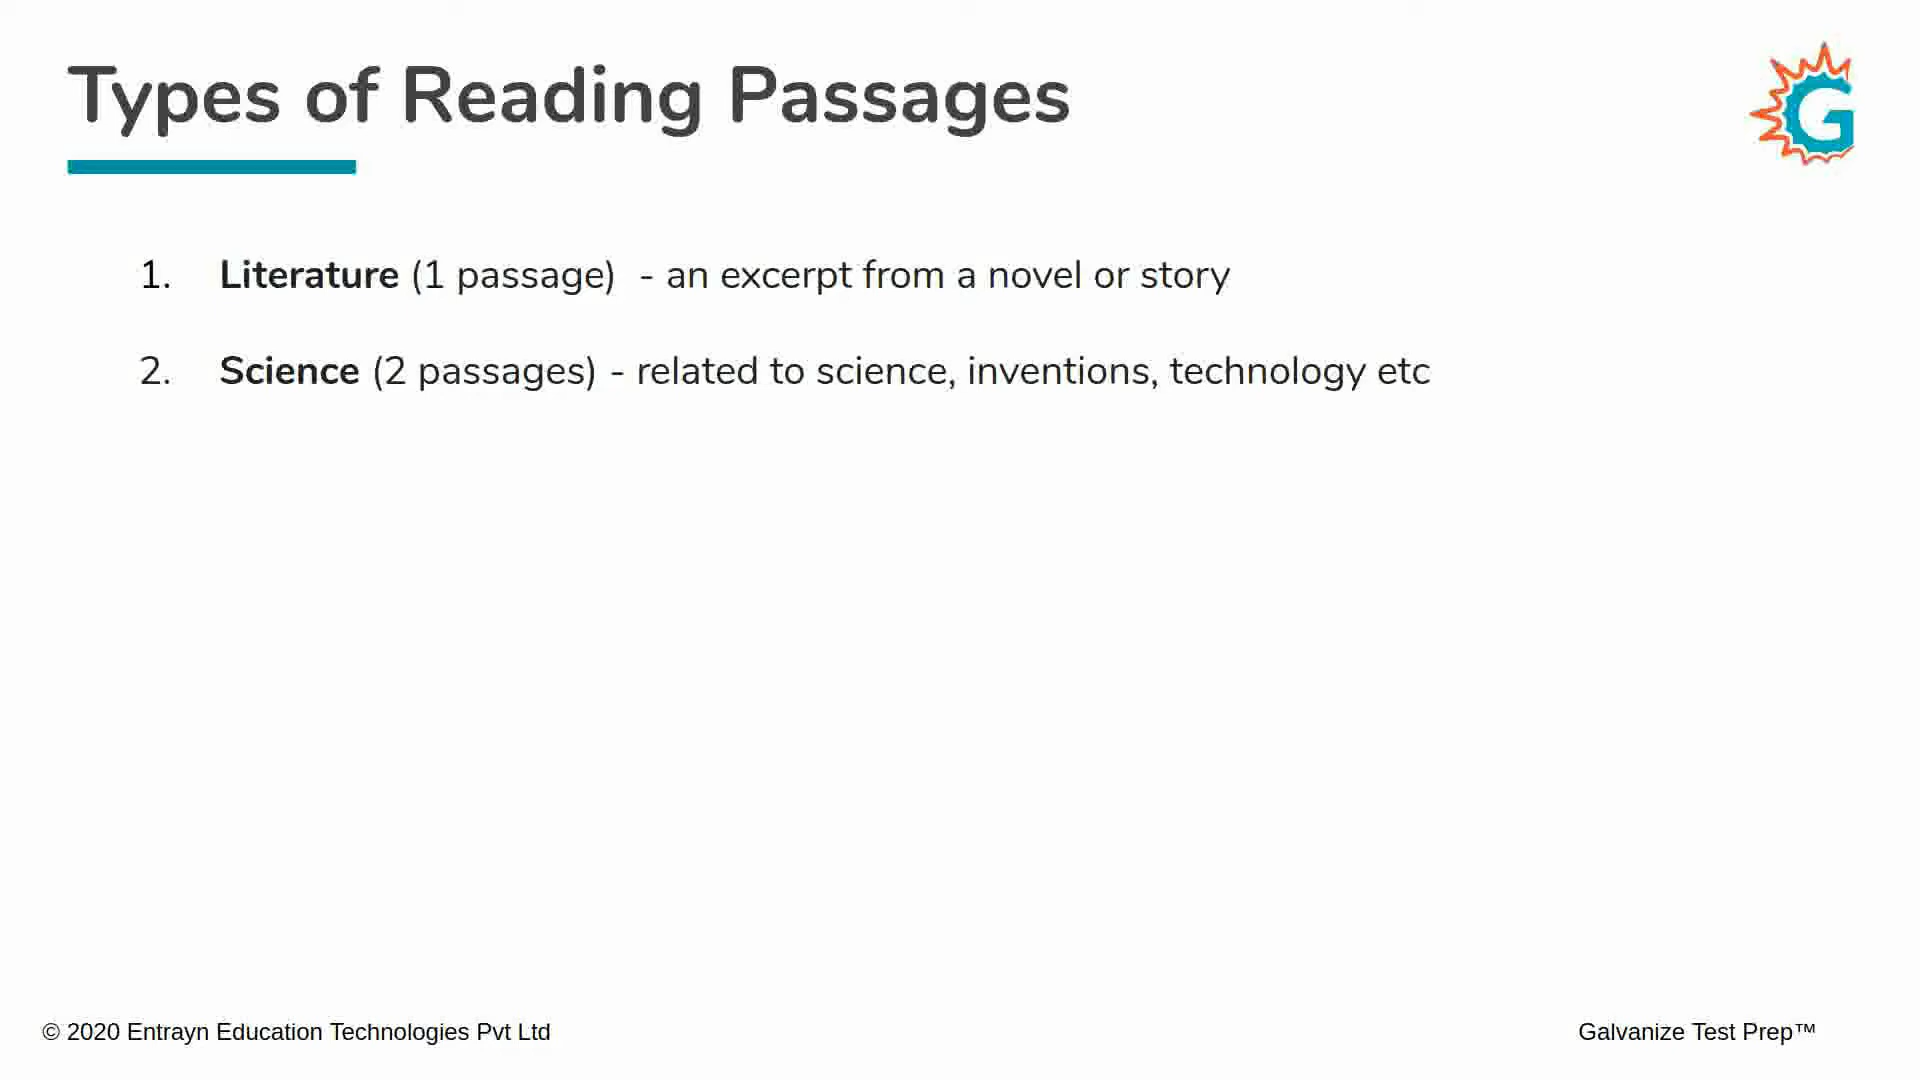 Types of Reading Passages
G
1. Literature (1 passage)  - an excerpt from a novel or story
2. Science (2 passages) - related to science, inventions, technology etc
© 2020 Entrayn Education Technologies Pvt Ltd
Galvanize Test Prep™